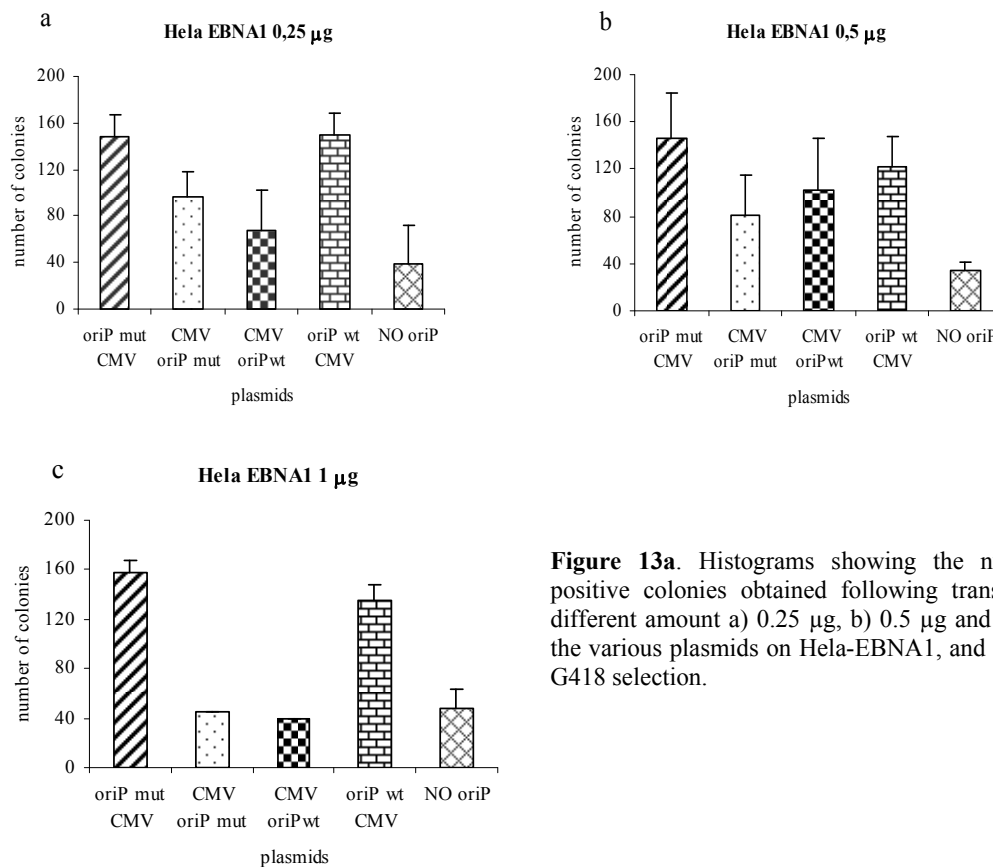 a
Hela EBNA1 0,25 µg
200
160
120
80
40
0
number of colonies
oriP mut CMV oriP mut CMV oriPwt oriP wt CMV NO oriP
CMV
plasmids
b
Hela EBNA1 0,5 µg
200
160
120
80
40
0
number of colonies
oriP mut CMV CMV oriP wt NO oriP
CMV oriP mut oriPwt CMV
plasmids
c
Hela EBNA1 1 µg
200
160
120
80
40
0
number of colonies
oriP mut CMV CMV oriP wt NO oriP
CMV oriP mut oriPwt CMV
plasmids
Figure 13a. Histograms showing the n
positive colonies obtained following trans
different amount a) 0.25 µg, b) 0.5 µg and
the various plasmids on Hela-EBNA1, and
G418 selection.